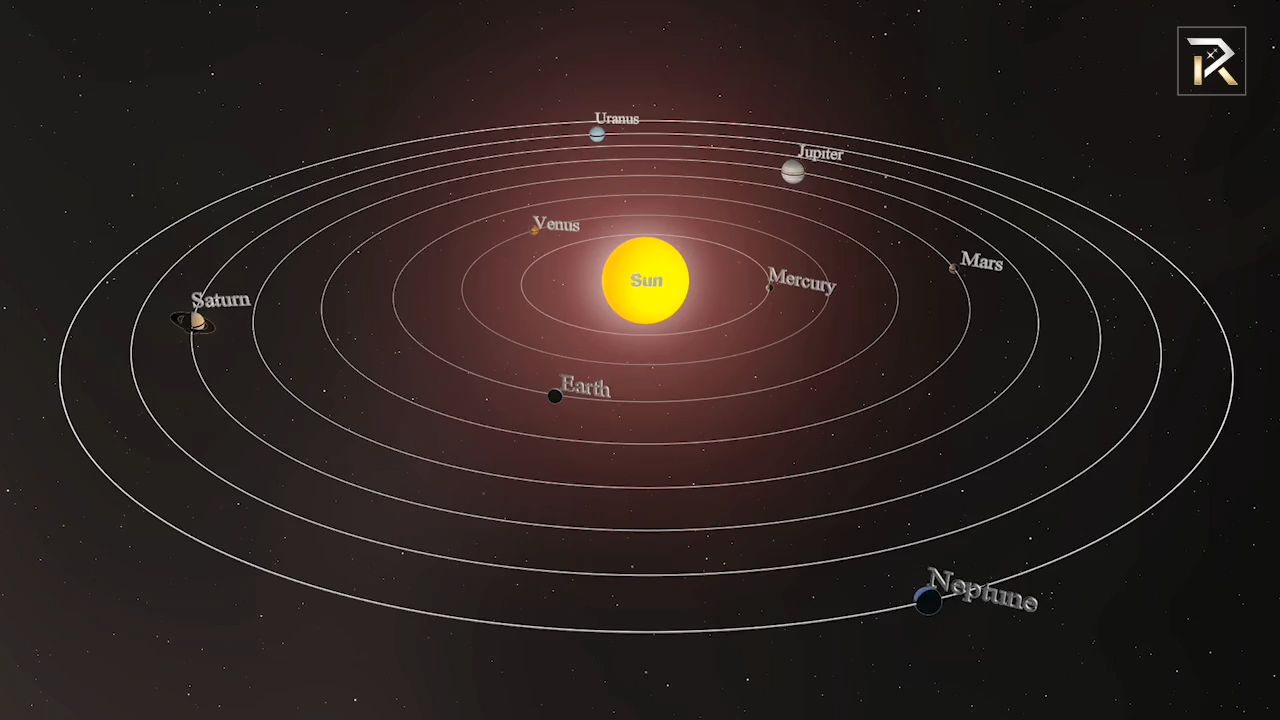 Uranus
Jupiter
Venus
Sun
Mercury
Mars
Saturn
Earth
Neptune
R